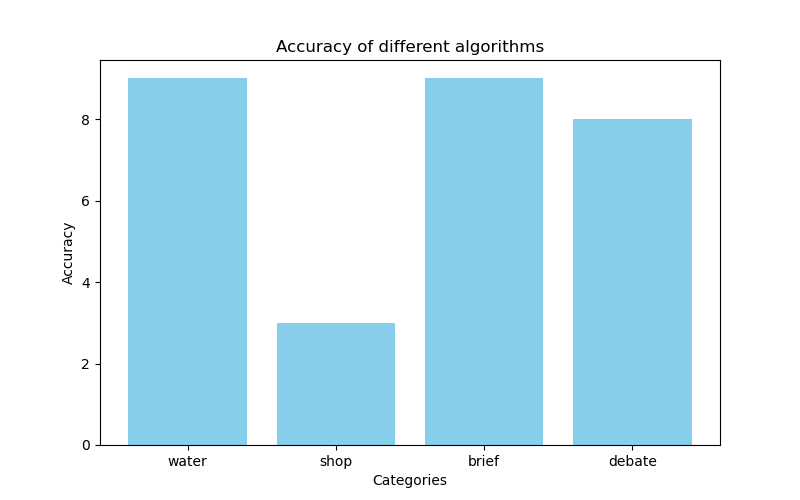 Accuracy of different algorithms
Accuracy
8
6
4
2
0
water shop brief debate
Categories